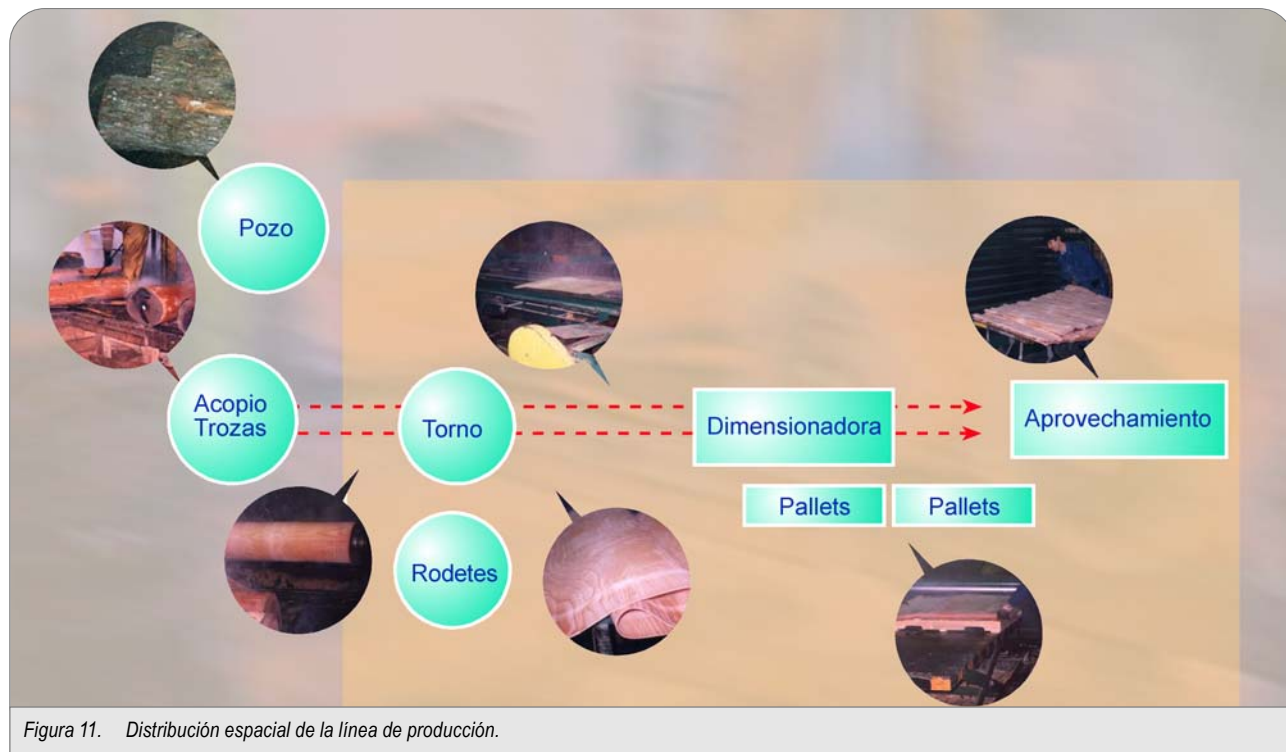 Pozo
Acopio
Trozas
Torno
Dimensionadora
Aprovechamiento
Pallets
Pallets
Rodetes
Figura 11. Distribución espacial de la línea de producción.